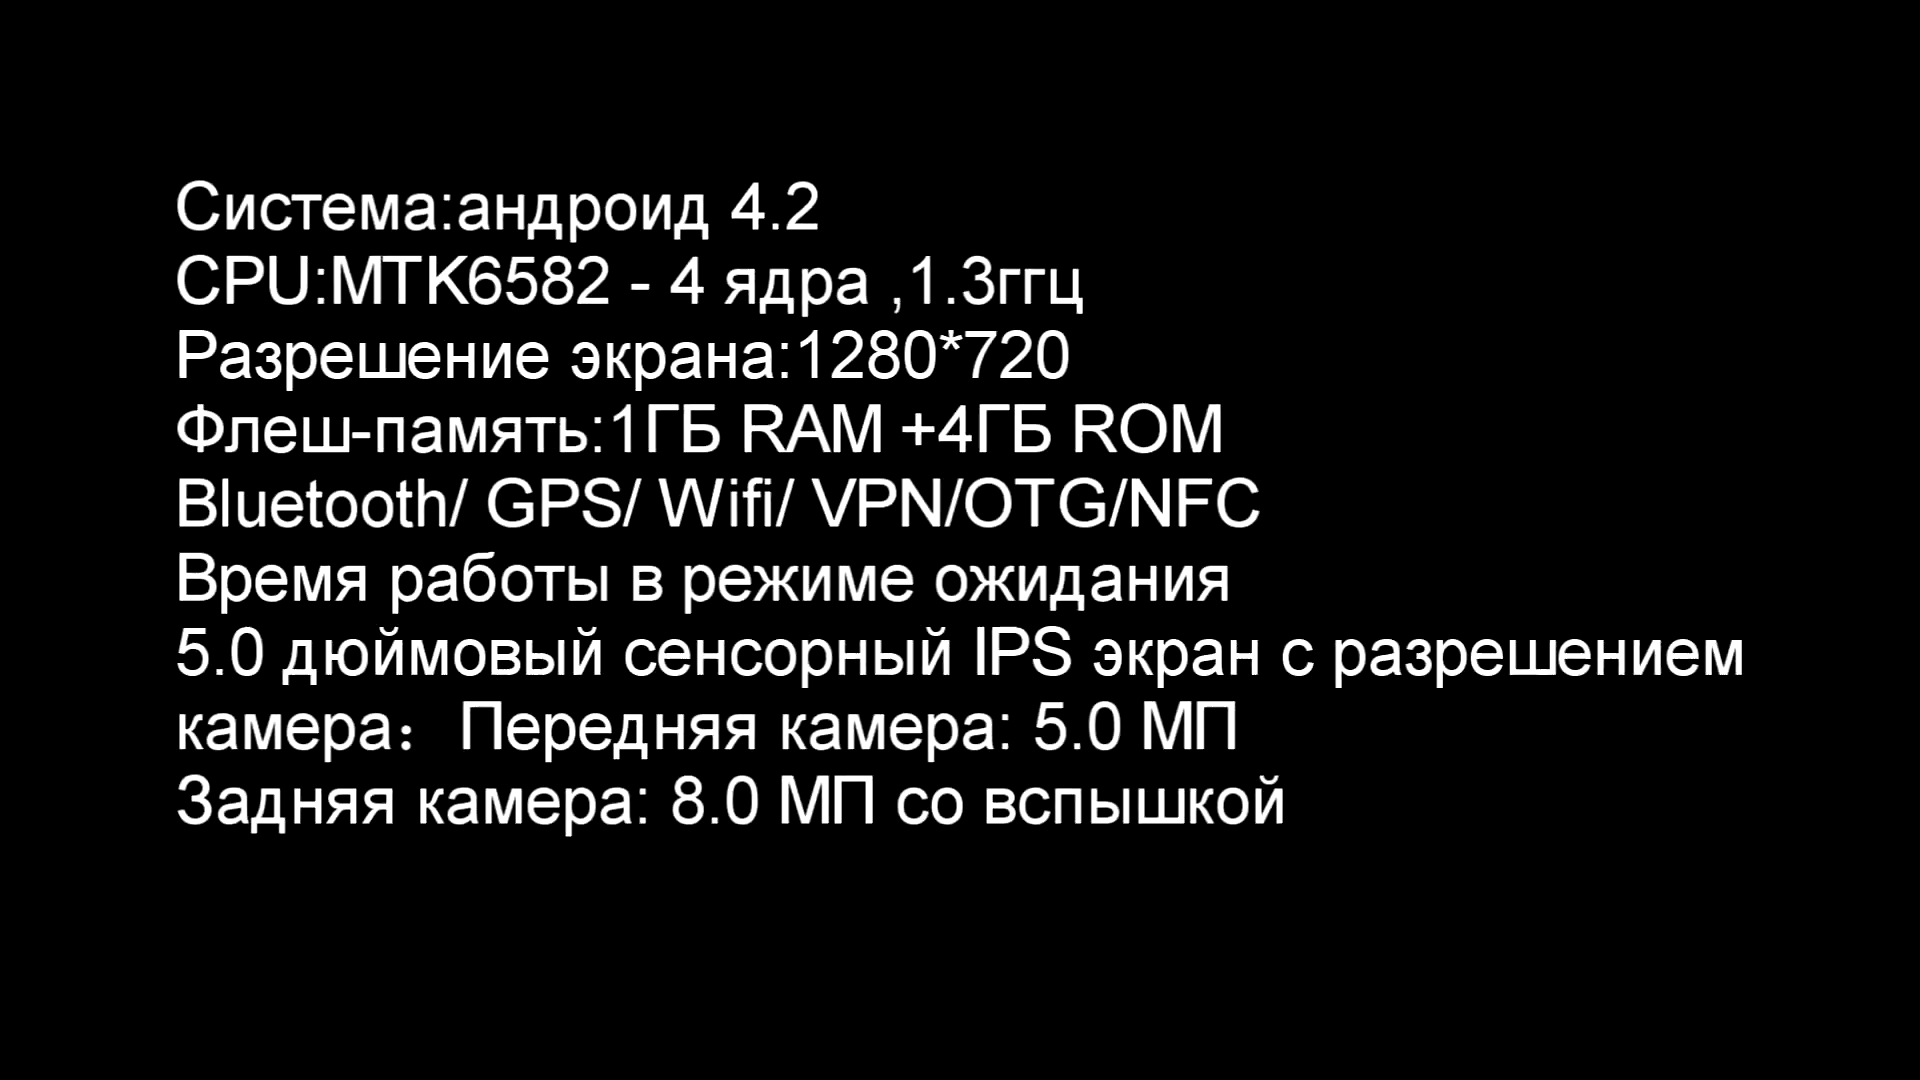 Система:андроид 4.2
CPU:MTK6582 - 4 ядра ,1.3ггц
Разрешение экрана:1280*720
Флеш-память:1ГБ RAM +4ГБ ROM
Bluetooth/ GPS/ Wifi/ VPN/OTG/NFC
Время работы в режиме ожидания
5.0 дюймовый сенсорный IPS экран с разрешением
камера： Передняя камера: 5.0 МП
Задняя камера: 8.0 МП со вспышкой